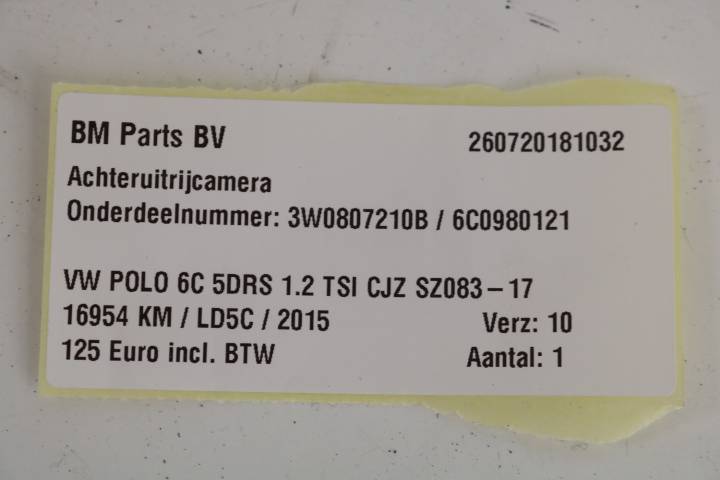 BM Parts BV 260720181032
Achteruitrijcamera
Onderdeelnummer: 3W0807210B / 6C0980121
VW POLO 6C 5DRS 1.2 TSI CJZ SZ083-17
16954 KM / LD5C / 2015 Verz: 10
125 Euro incl. BTW Aantal: 1